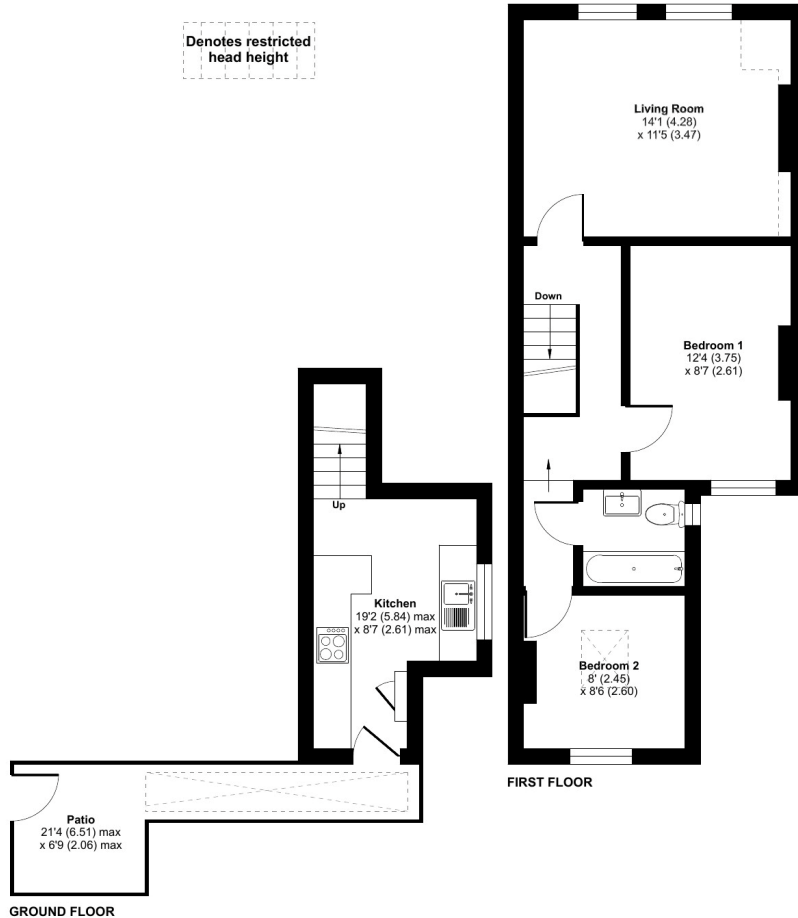 Denotes restricted
head height
Living Room
14'1 (4.28)
x 11'5 (3.47)
Down
Bedroom 1
12'4 (3.75)
x 8'7 (2.61)
Up
Kitchen
19'2 (5.84) max
x 8'7 (2.61) max
Bedroom 2
8' (2.45)
x 8'6 (2.60)
FIRST FLOOR
Patio
21'4 (6.51) max
x 6'9 (2.06) max
GROUND FLOOR